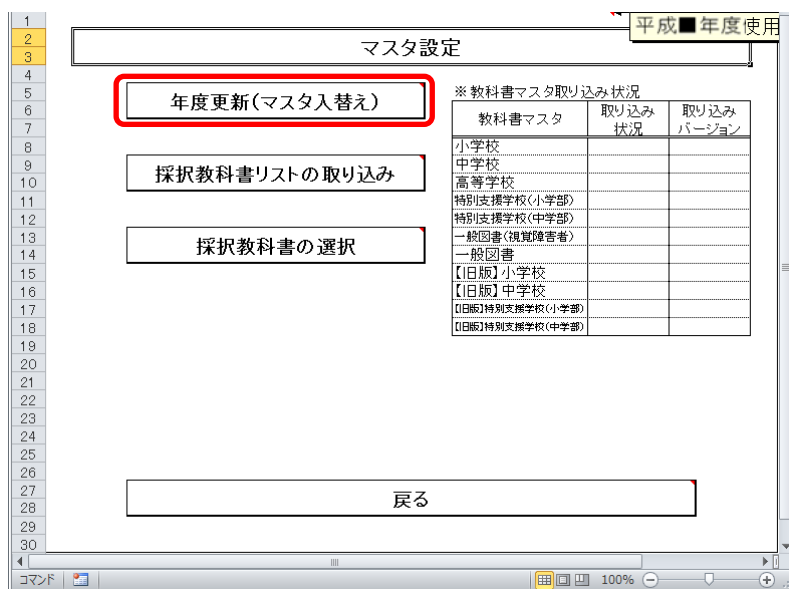 平成■年度使用
マスタ設定
年度更新(マスタ入替え)
採択教科書リストの取り込み
採択教科書の選択
※教科書マスタ取り込み状況
教科書マスタ 取り込み状況 取り込みバージョン
小学校
中学校
高等学校
特別支援学校(小学部)
特別支援学校(中学部)
一般図書(視覚障害者)
一般図書
【旧版】小学校
【旧版】中学校
【旧版】特別支援学校(小学部)
【旧版】特別支援学校(中学部)
戻る
1
2
3
4
5
6
7
8
9
10
11
12
13
14
15
16
17
18
19
20
21
22
23
24
25
26
27
28
29
30
コマンド
100%